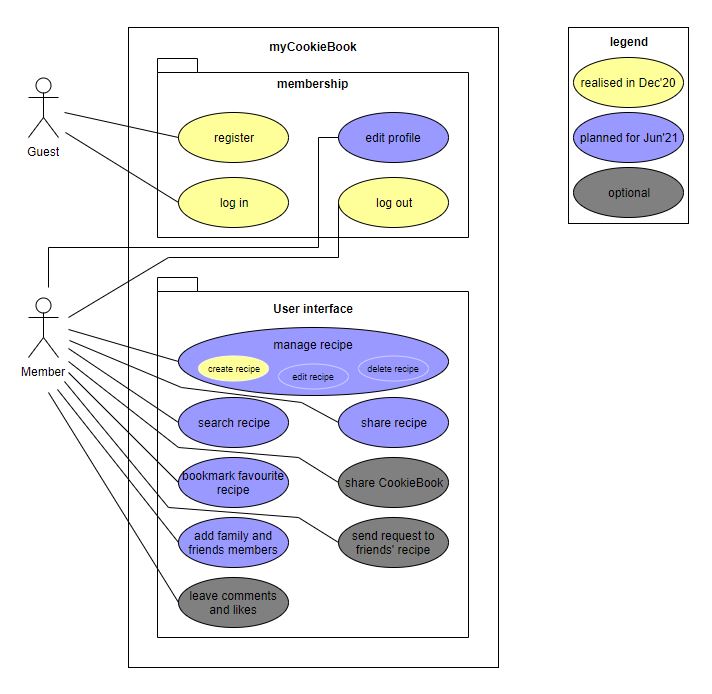 myCookieBook
legend
membership
realised in Dec'20
register
edit profile
planned for Jun'21
Guest
log in
log out
optional
User interface
manage recipe
Member
create recipe
edit recipe
delete recipe
search recipe
share recipe
bookmark favourite
recipe
share CookieBook
add family and
friends members
send request to
friends' recipe
leave comments
and likes